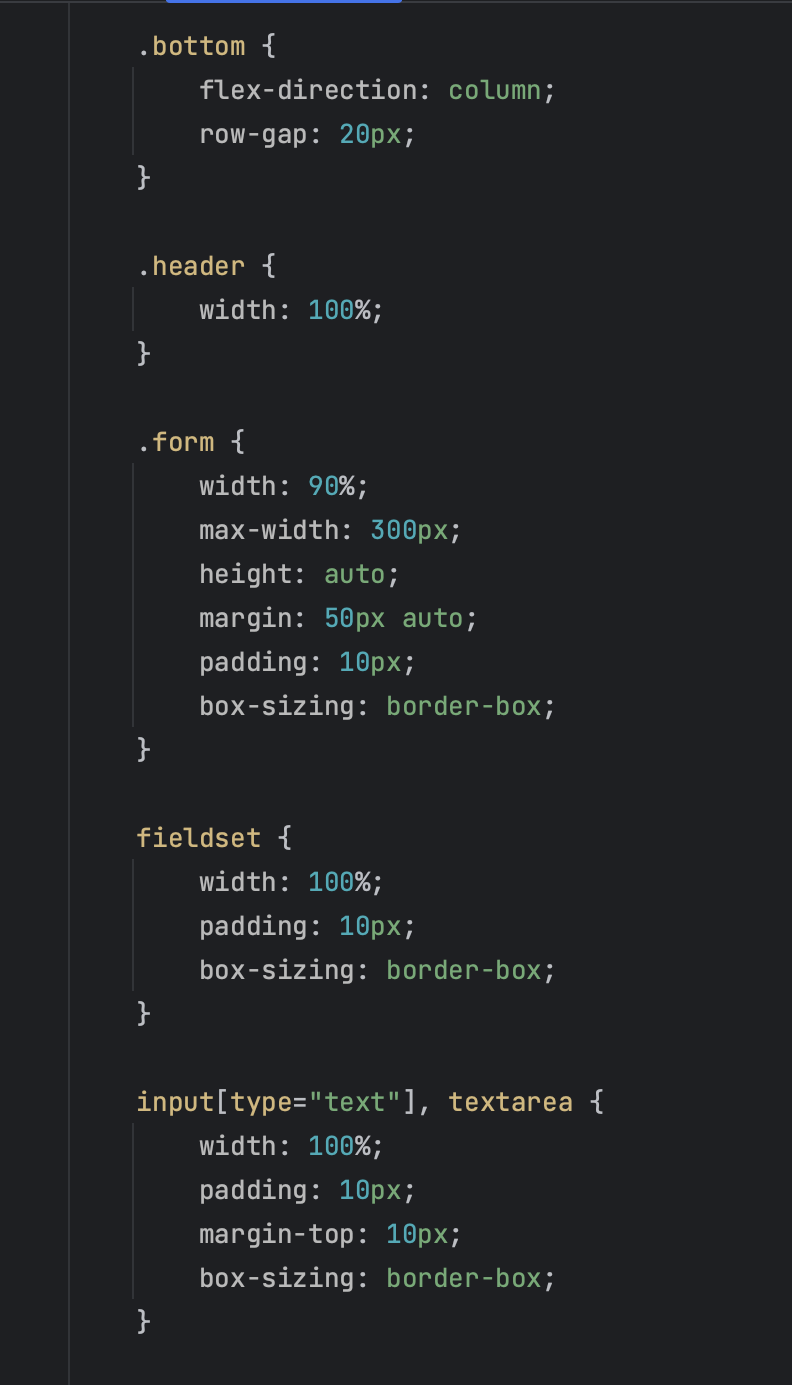 .bottom {
    flex-direction: column;
    row-gap: 20px;
}

.header {
    width: 100%;
}

.form {
    width: 90%;
    max-width: 300px;
    height: auto;
    margin: 50px auto;
    padding: 10px;
    box-sizing: border-box;
}

fieldset {
    width: 100%;
    padding: 10px;
    box-sizing: border-box;
}

input[type="text"], textarea {
    width: 100%;
    padding: 10px;
    margin-top: 10px;
    box-sizing: border-box;
}